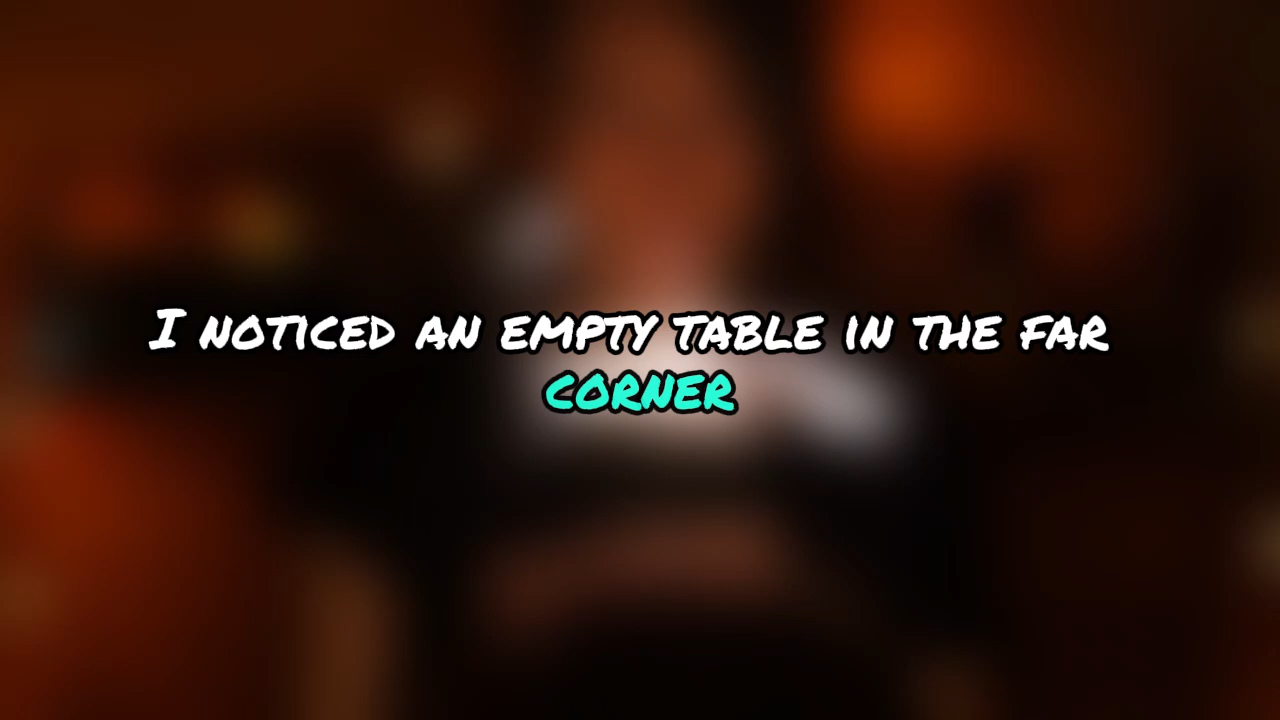 I NOTICED AN EMPTY TABLE IN THE FAR
CORNER